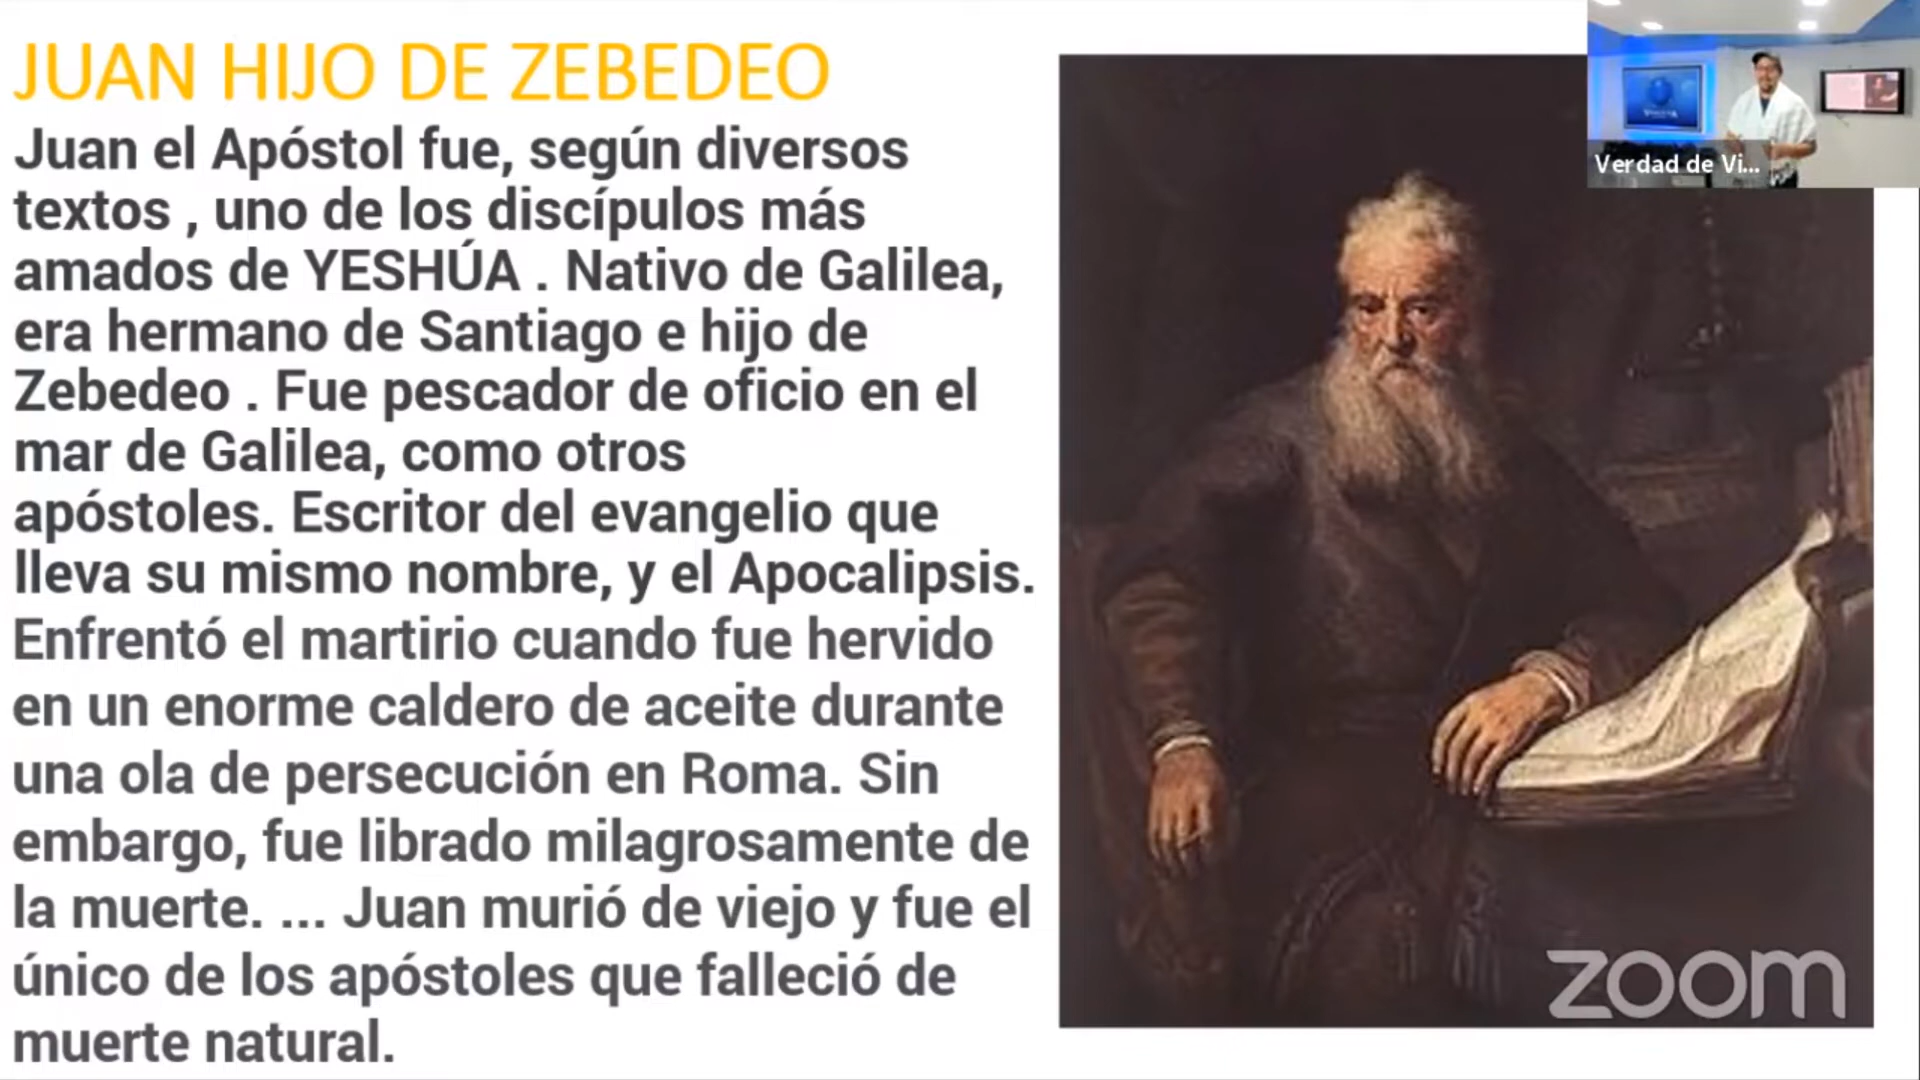 JUAN HIJO DE ZEBEDEO
Juan el Apóstol fue, según diversos
textos , uno de los discípulos más
amados de YESHÚA . Nativo de Galilea,
era hermano de Santiago e hijo de
Zebedeo . Fue pescador de oficio en el
mar de Galilea, como otros
apóstoles. Escritor del evangelio que
lleva su mismo nombre, y el Apocalipsis.
Enfrentó el martirio cuando fue hervido
en un enorme caldero de aceite durante
una ola de persecución en Roma. Sin
embargo, fue librado milagrosamente de
la muerte. ... Juan murió de viejo y fue el
único de los apóstoles que falleció de
muerte natural.
Verdad de Vi...
zoom